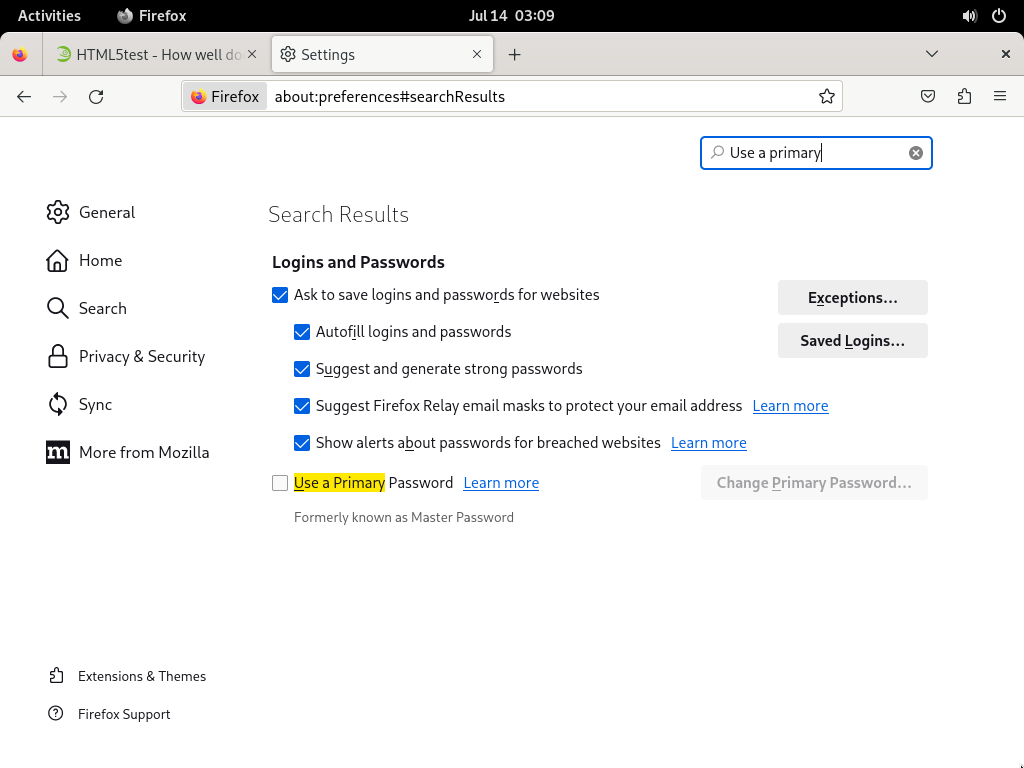 Activities Firefox Jul 14 03:09
HTML5test - How well do Settings
Firefox about:preferences#searchResults
Use a primary
General
Home
Search
Privacy & Security
Sync
More from Mozilla
Extensions & Themes
Firefox Support
Search Results
Logins and Passwords
Ask to save logins and passwords for websites Exceptions...
Autofill logins and passwords Saved Logins...
Suggest and generate strong passwords
Suggest Firefox Relay email masks to protect your email address Learn more
Show alerts about passwords for breached websites Learn more
Use a Primary Password Learn more Change Primary Password...
Formerly known as Master Password